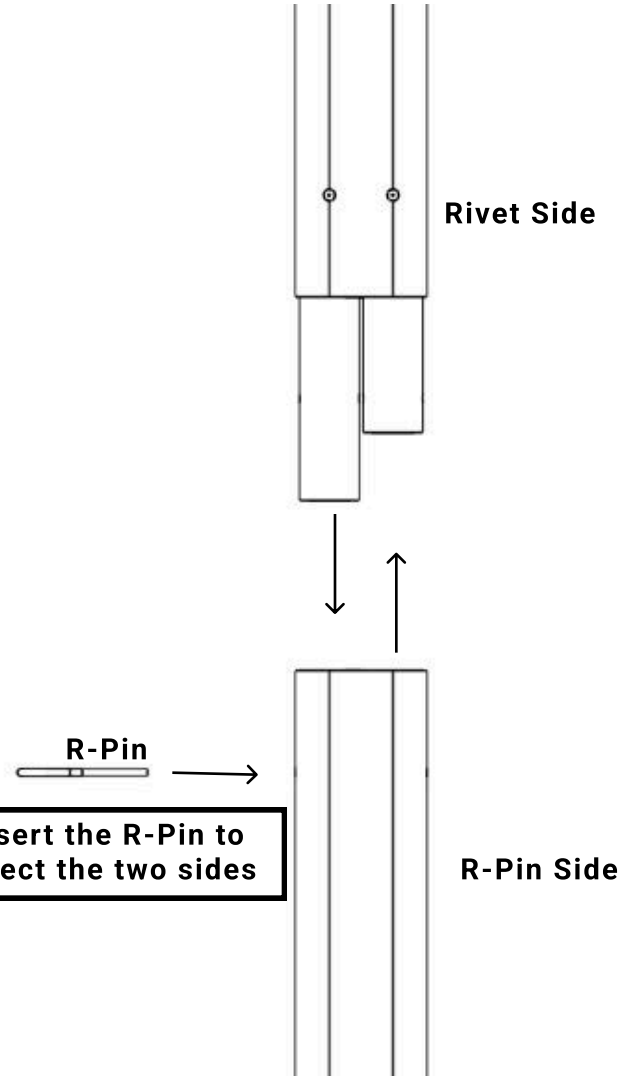 Rivet Side
R-Pin
sert the R-Pin to
ect the two sides
R-Pin Side